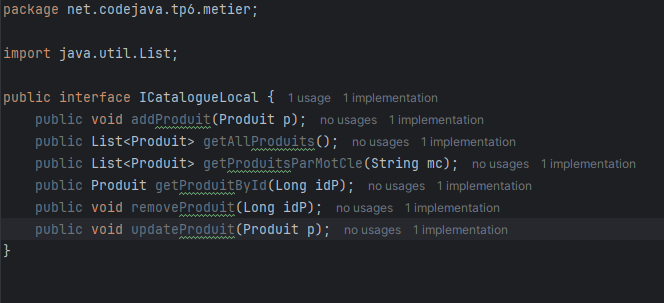 package net.codejava.tp6.metier;
import java.util.List;
public interface ICatalogueLocal { 1 usage 1 implementation
public void addProduit(Produit p); no usages 1 implementation
public List<Produit> getAllProduits(); no usages 1 implementation
public List<Produit> getProduitsParMotCle(String mc); no usages 1 implementation
public Produit getProduitById(Long idP); no usages 1 implementation
public void removeProduit(Long idP); no usages 1 implementation
public void updateProduit(Produit p); no usages 1 implementation
}